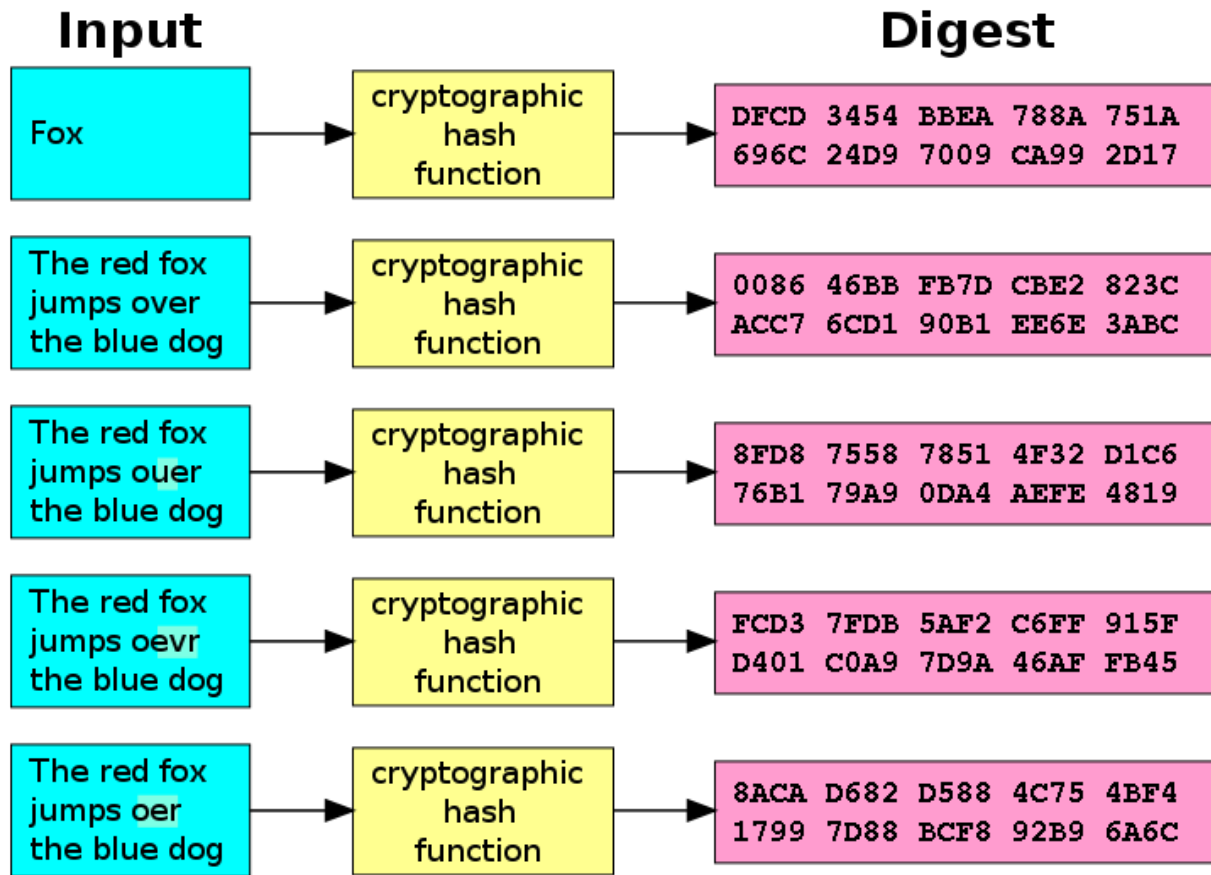 Input
Digest
Fox
cryptographic
hash
function
DFCD 3454 BBEA 788A 751A
696C 24D9 7009 CA99 2D17
The red fox
jumps over
the blue dog
cryptographic
hash
function
0086 46BB FB7D CBE2 823C
ACC7 6CD1 90B1 EE6E 3ABC
The red fox
jumps ouer
the blue dog
cryptographic
hash
function
8FD8 7558 7851 4F32 D1C6
76B1 79A9 0DA4 AEFE 4819
The red fox
jumps oevr
the blue dog
cryptographic
hash
function
FCD3 7FDB 5AF2 C6FF 915F
D401 C0A9 7D9A 46AF FB45
The red fox
jumps oer
the blue dog
cryptographic
hash
function
8ACA D682 D588 4C75 4BF4
1799 7D88 BCF8 92B9 6A6C